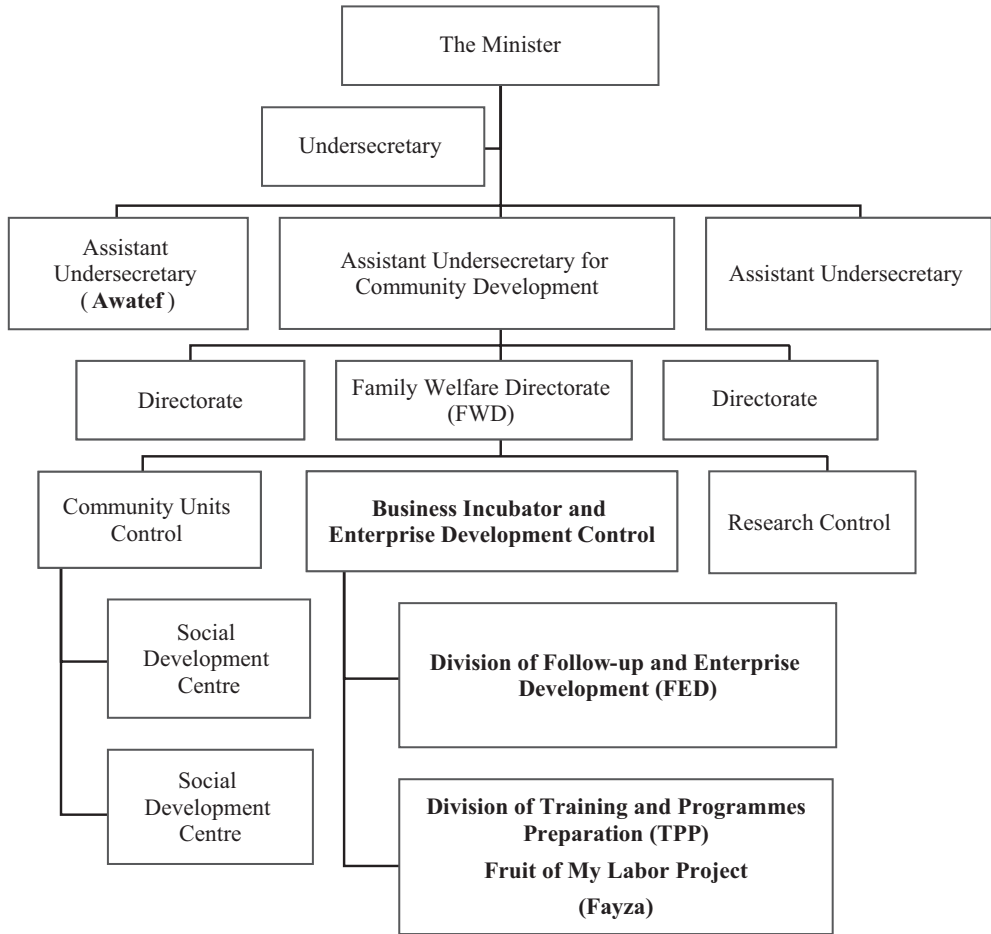 The Minister
Undersecretary
Assistant
Undersecretary
( Awatef )
Assistant Undersecretary for
Community Development
Assistant Undersecretary
Directorate
Family Welfare Directorate
(FWD)
Directorate
Community Units
Control
Business Incubator and
Enterprise Development Control
Research Control
Social
Development
Centre
Division of Follow-up and Enterprise
Development (FED)
Social
Development
Centre
Division of Training and Programmes
Preparation (TPP)
Fruit of My Labor Project
(Fayza)